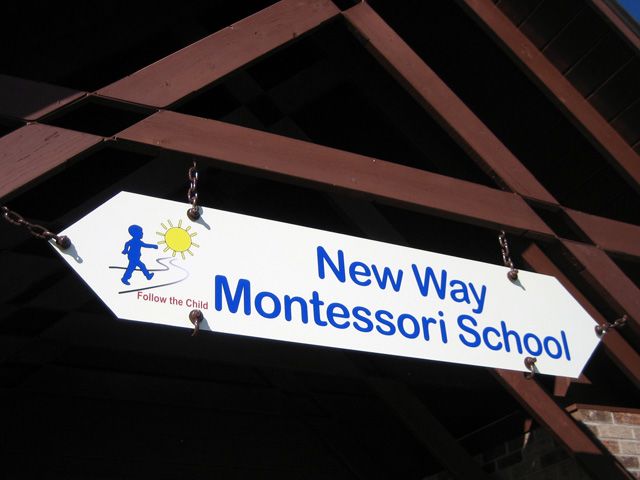 Follow the Child
New Way
Montessori School